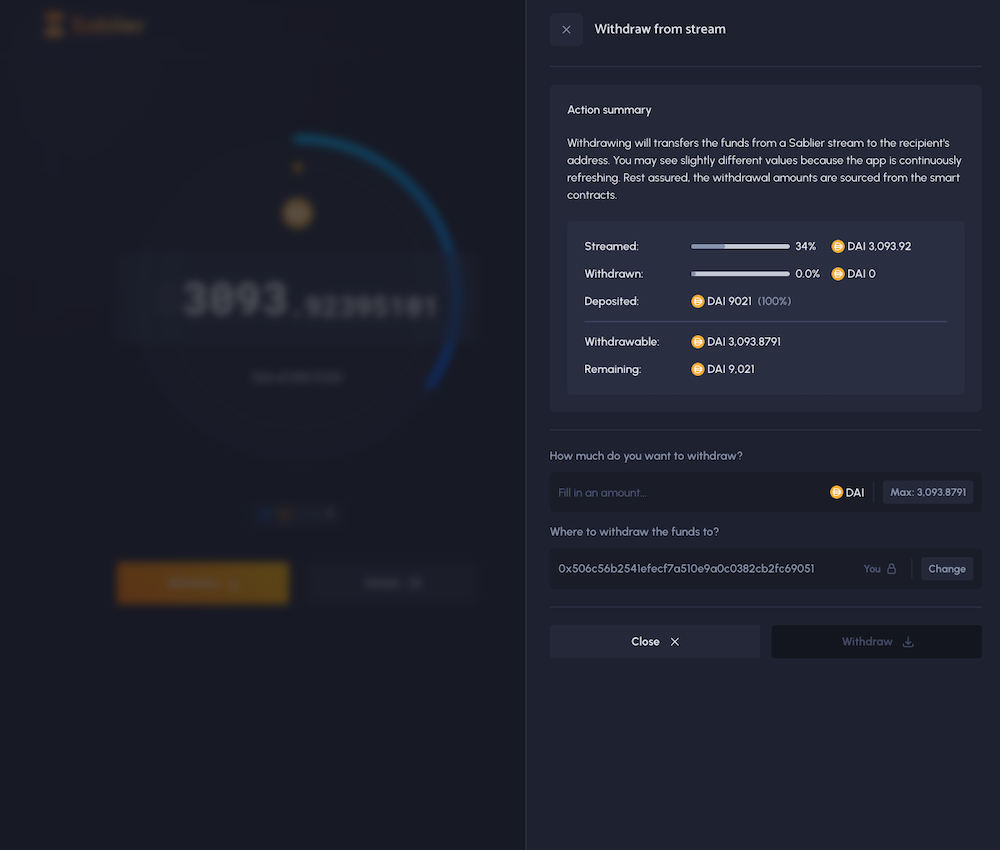 Sablier
3093.92395101
Withdraw from stream
Action summary
Withdrawing will transfers the funds from a Sablier stream to the recipient's
address. You may see slightly different values because the app is continuously
refreshing. Rest assured, the withdrawal amounts are sourced from the smart
contracts.
Streamed: 34% DAI 3,093.92
Withdrawn: 0.0% DAI 0
Deposited: DAI 9021 (100%)
Withdrawable: DAI 3,093.8791
Remaining: DAI 9,021
How much do you want to withdraw?
Fill in an amount... DAI Max: 3,093.8791
Where to withdraw the funds to?
0x506c56b2541efecf7a510e9a0c0382cb2fc69051 You Change
Close Withdraw